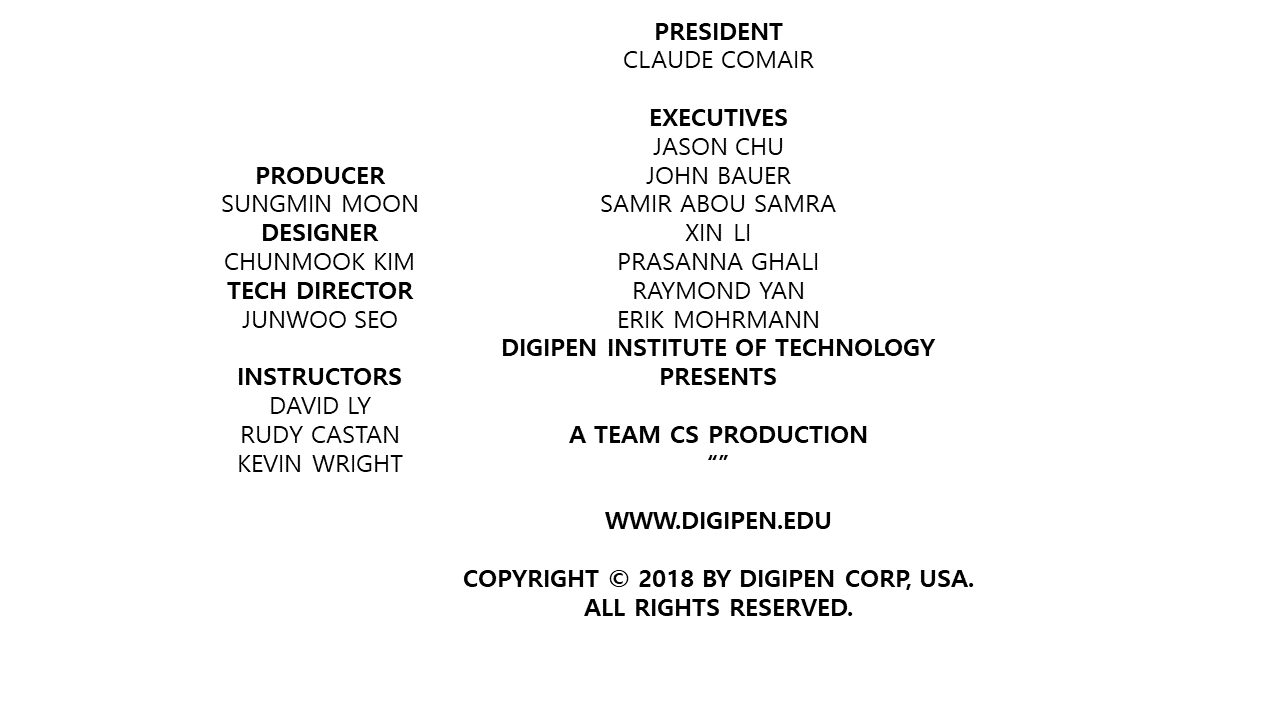 PRODUCER
SUNGMIN MOON
DESIGNER
CHUNMOOK KIM
TECH DIRECTOR
JUNWOO SEO
INSTRUCTORS
DAVID LY
RUDY CASTAN
KEVIN WRIGHT
PRESIDENT
CLAUDE COMAIR
EXECUTIVES
JASON CHU
JOHN BAUER
SAMIR ABOU SAMRA
XIN LI
PRASANNA GHALI
RAYMOND YAN
ERIK MOHRMANN
DIGIPEN INSTITUTE OF TECHNOLOGY
PRESENTS
A TEAM CS PRODUCTION
“”
WWW.DIGIPEN.EDU
COPYRIGHT © 2018 BY DIGIPEN CORP, USA.
ALL RIGHTS RESERVED.